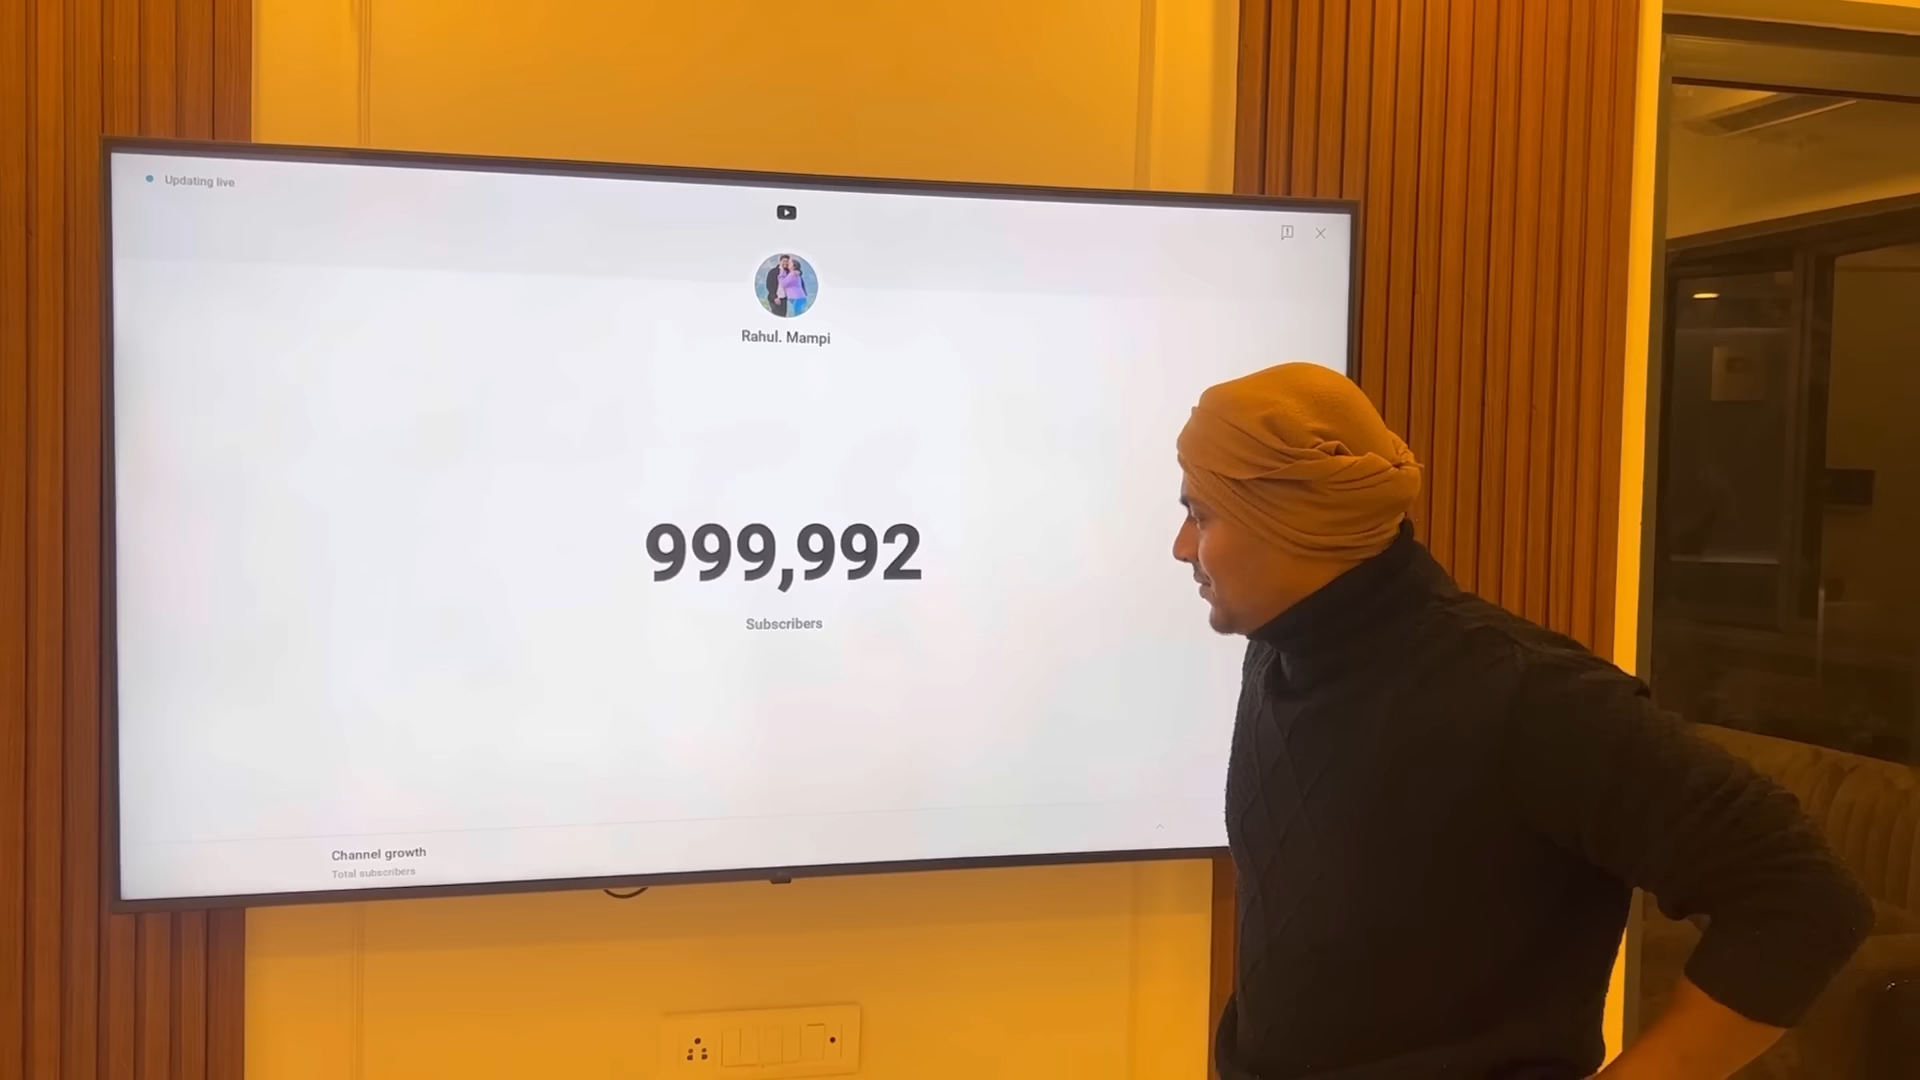 Updating live
Rahul. Mampi
999,992
Subscribers
Channel growth
Total subscribers